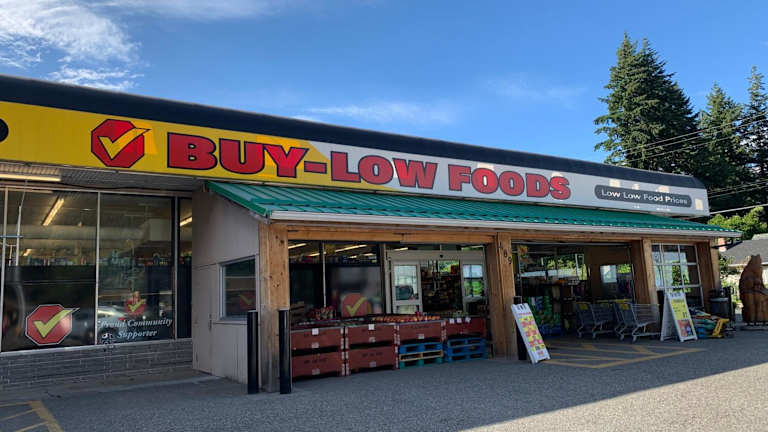 BUY-LOW FOODS
Low Low Food Prices
Proud Community
Supporter